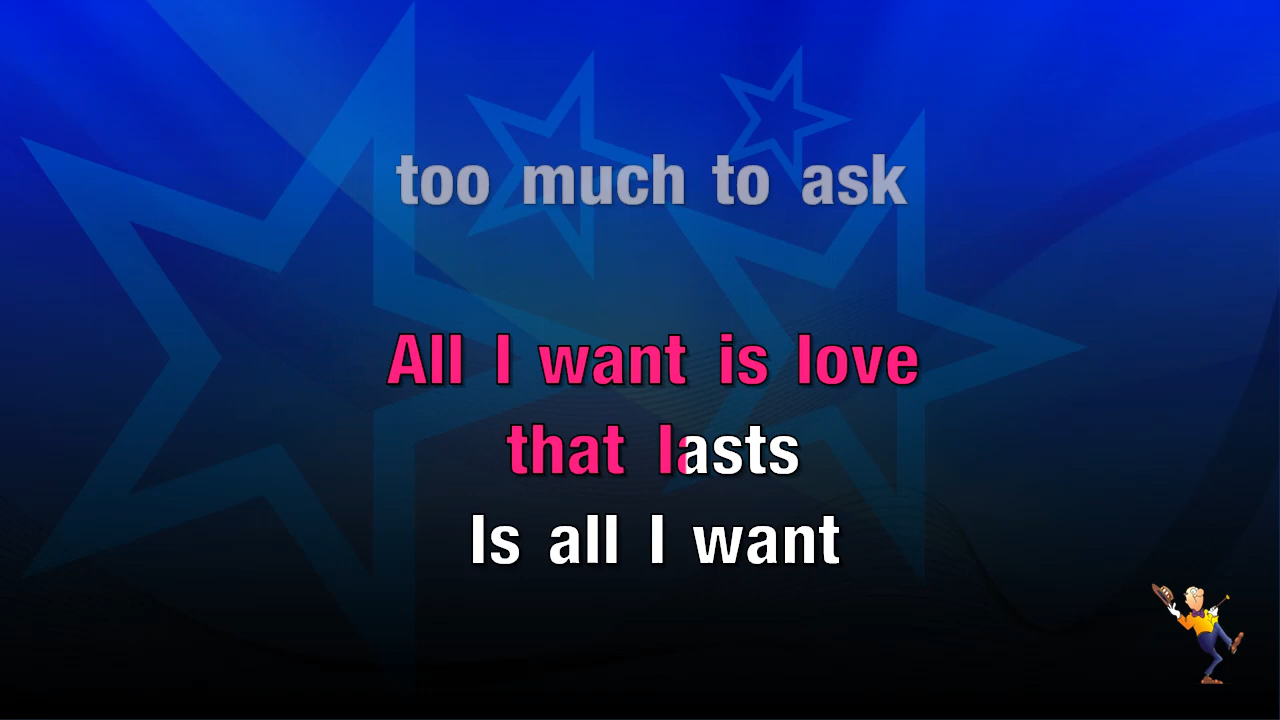 too much to ask
All I want is love
that lasts
Is all I want